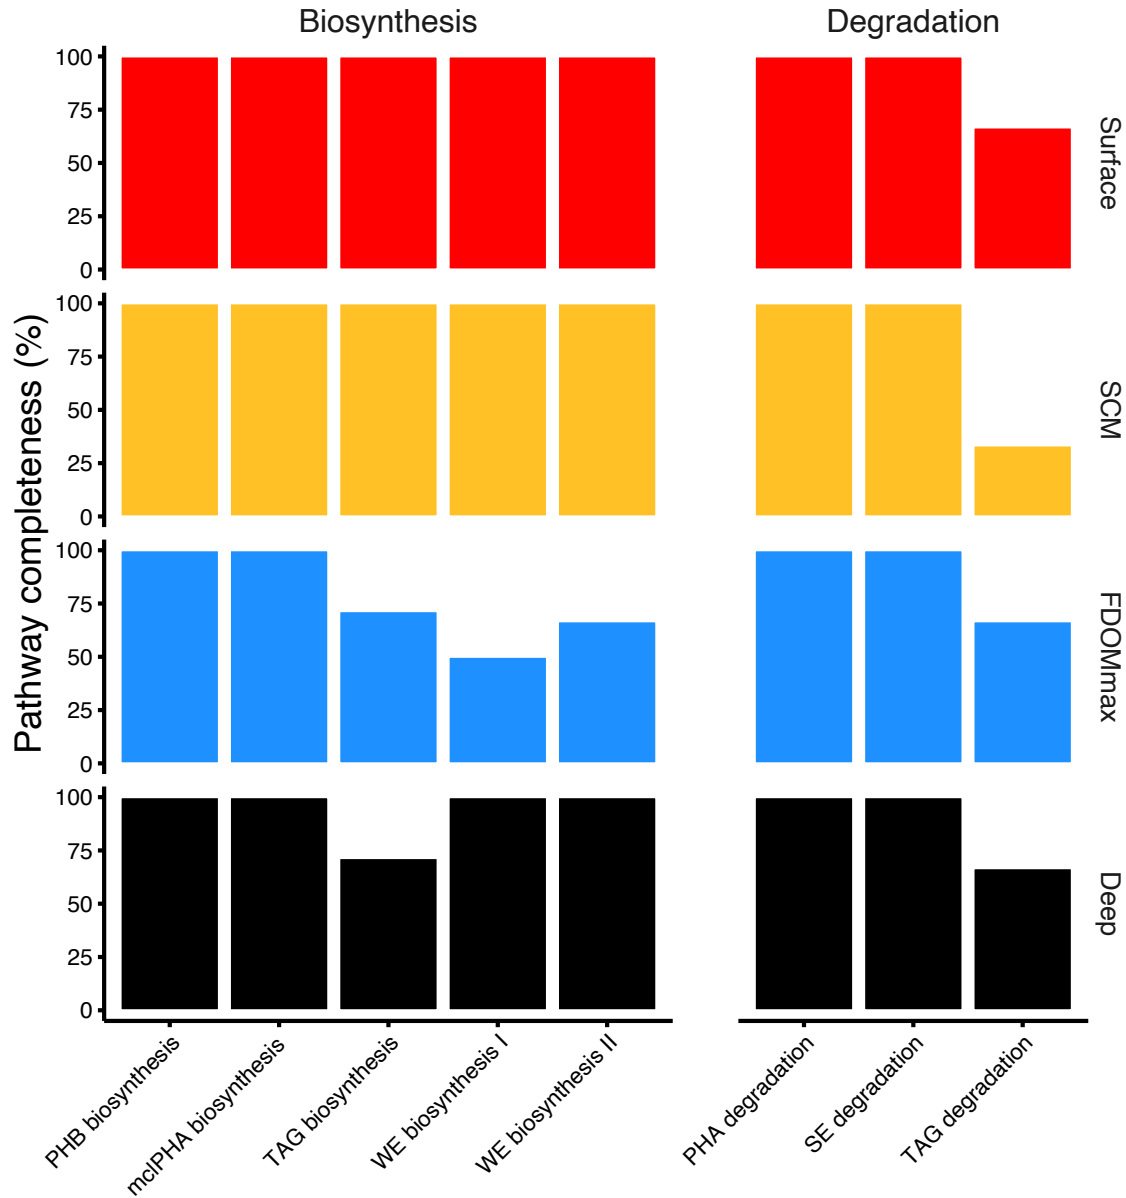 Biosynthesis
Degradation
Pathway completeness (%)
100
75
50
25
0
Surface
100
75
50
25
0
SCM
100
75
50
25
0
FDOMmax
100
75
50
25
0
Deep
PHB biosynthesis
mclPHA biosynthesis
TAG biosynthesis
WE biosynthesis I
WE biosynthesis II
PHA degradation
SE degradation
TAG degradation